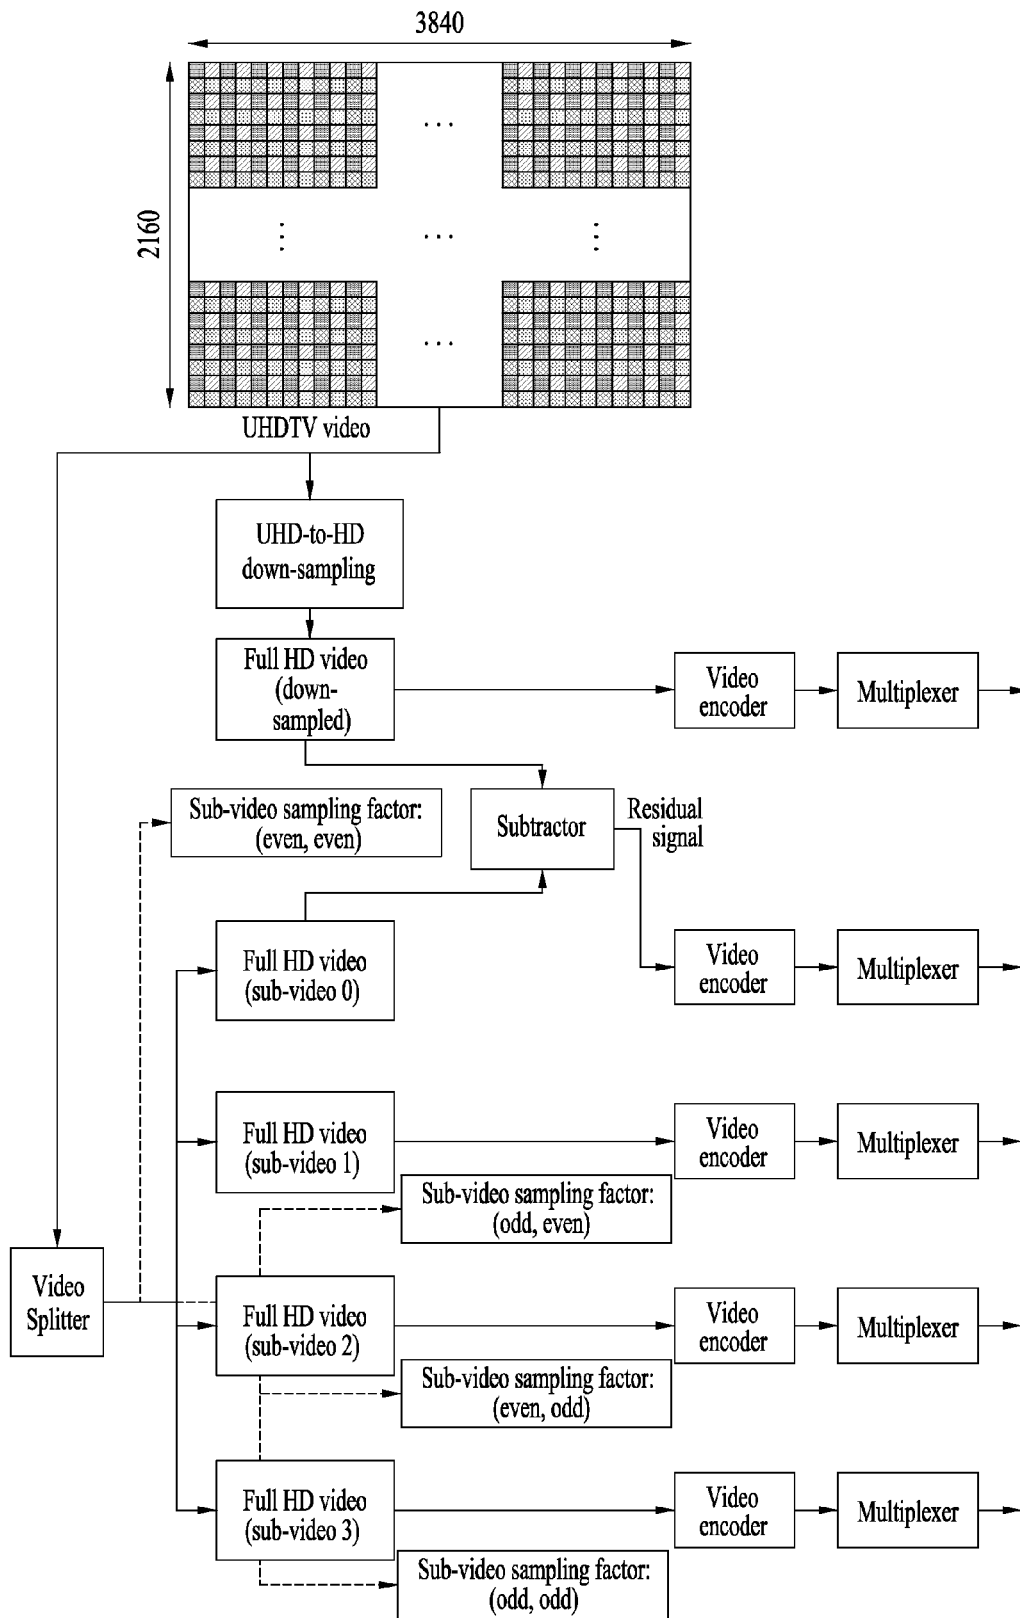 3840
2160
UHDTV video
UHD-to-HD
down-sampling
Full HD video
(down-
sampled)
Video
encoder
Multiplexer
Sub-video sampling factor:
(even, even)
Subtractor
Residual
signal
Full HD video
(sub-video 0)
Video
encoder
Multiplexer
Full HD video
(sub-video 1)
Video
encoder
Multiplexer
Sub-video sampling factor:
(odd, even)
Video
Splitter
Full HD video
(sub-video 2)
Video
encoder
Multiplexer
Sub-video sampling factor:
(even, odd)
Full HD video
(sub-video 3)
Video
encoder
Multiplexer
Sub-video sampling factor:
(odd, odd)